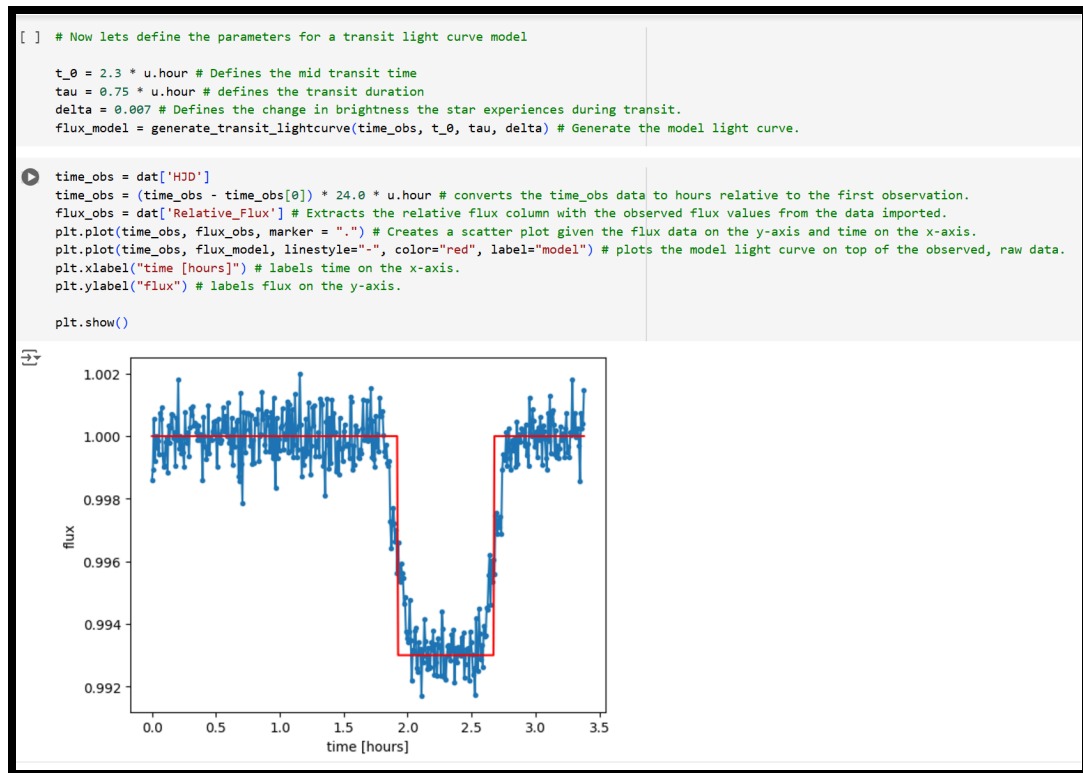 [ ] # Now lets define the parameters for a transit light curve model
t_0 = 2.3 * u.hour # Defines the mid transit time
tau = 0.75 * u.hour # defines the transit duration
delta = 0.007 # Defines the change in brightness the star experiences during transit.
flux_model = generate_transit_lightcurve(time_obs, t_0, tau, delta) # Generate the model light curve.
time_obs = dat['HJD']
time_obs = (time_obs - time_obs[0]) * 24.0 * u.hour # converts the time_obs data to hours relative to the first observation.
flux_obs = dat['Relative_Flux'] # Extracts the relative flux column with the observed flux values from the data imported.
plt.plot(time_obs, flux_obs, marker = ".") # Creates a scatter plot given the flux data on the y-axis and time on the x-axis.
plt.plot(time_obs, flux_model, linestyle="-", color="red", label="model") # plots the model light curve on top of the observed, raw data.
plt.xlabel("time [hours]") # labels time on the x-axis.
plt.ylabel("flux") # labels flux on the y-axis.
plt.show()
1.002
1.000
0.998
0.996
0.994
0.992
flux
0.0 0.5 1.0 1.5 2.0 2.5 3.0 3.5
time [hours]